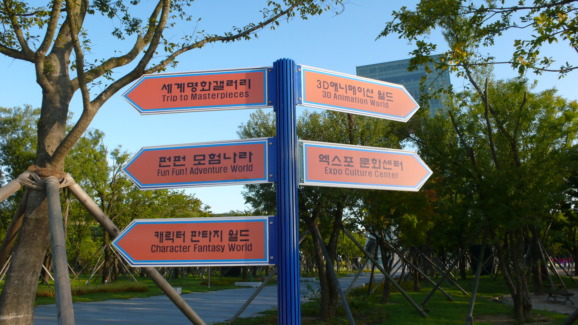 세계명화갤러리
Trip to Masterpieces
3D애니메이션 월드
3D Animation World
펀펀 모험나라
Fun Fun! Adventure World
엑스포 문화센터
Expo Culture Center
캐릭터 판타지 월드
Character Fantasy World